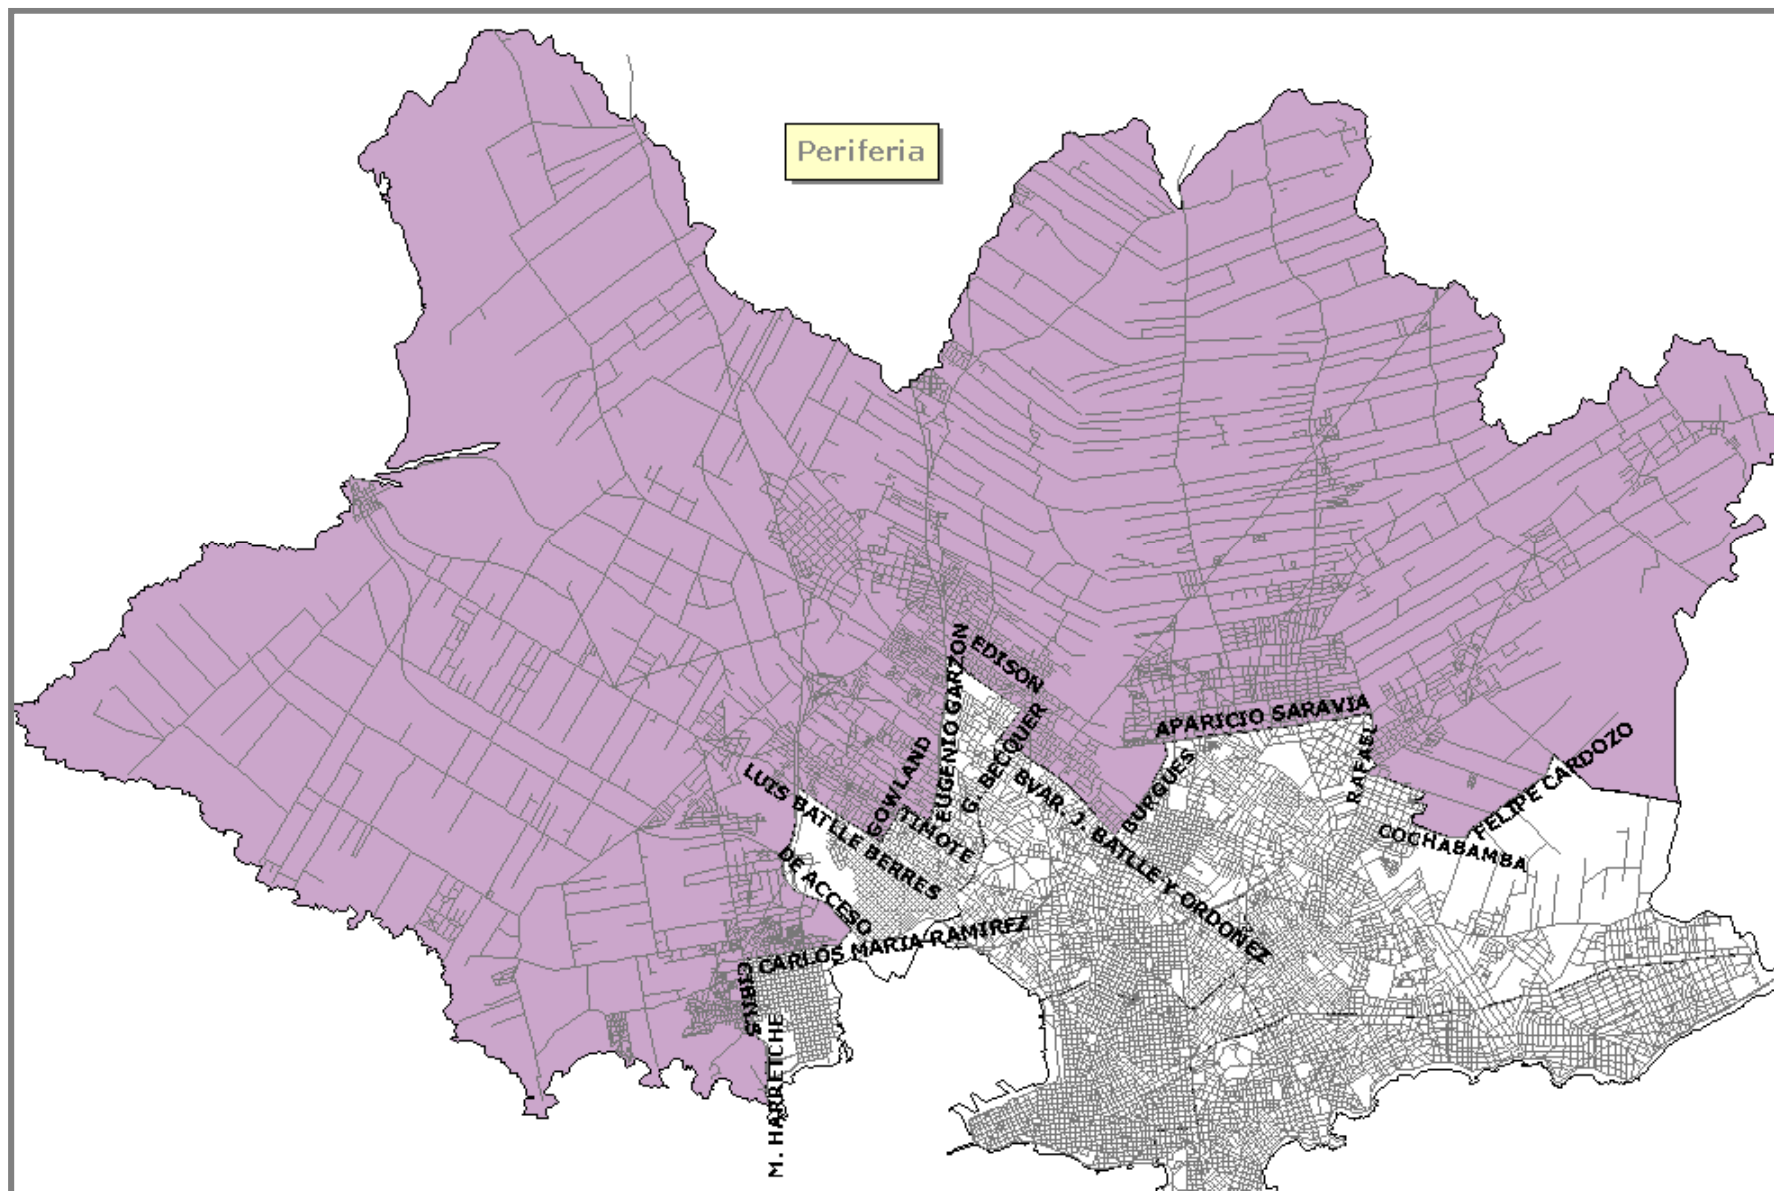 Periferia
EUGENIO GARZON
EDISON
G. BECQUER
APARICIO SARAVIA
RAFAEL
FELIPE CARDOZO
COCHABAMBA
BURGUES
BVAR. J. BATLLE Y ORDOÑEZ
GOWLAND
TIMOTE
LUIS BATLLE BERRES
DE ACCESO
CARLOS MARIA RAMIREZ
CIBILS
M. HARRETCHE